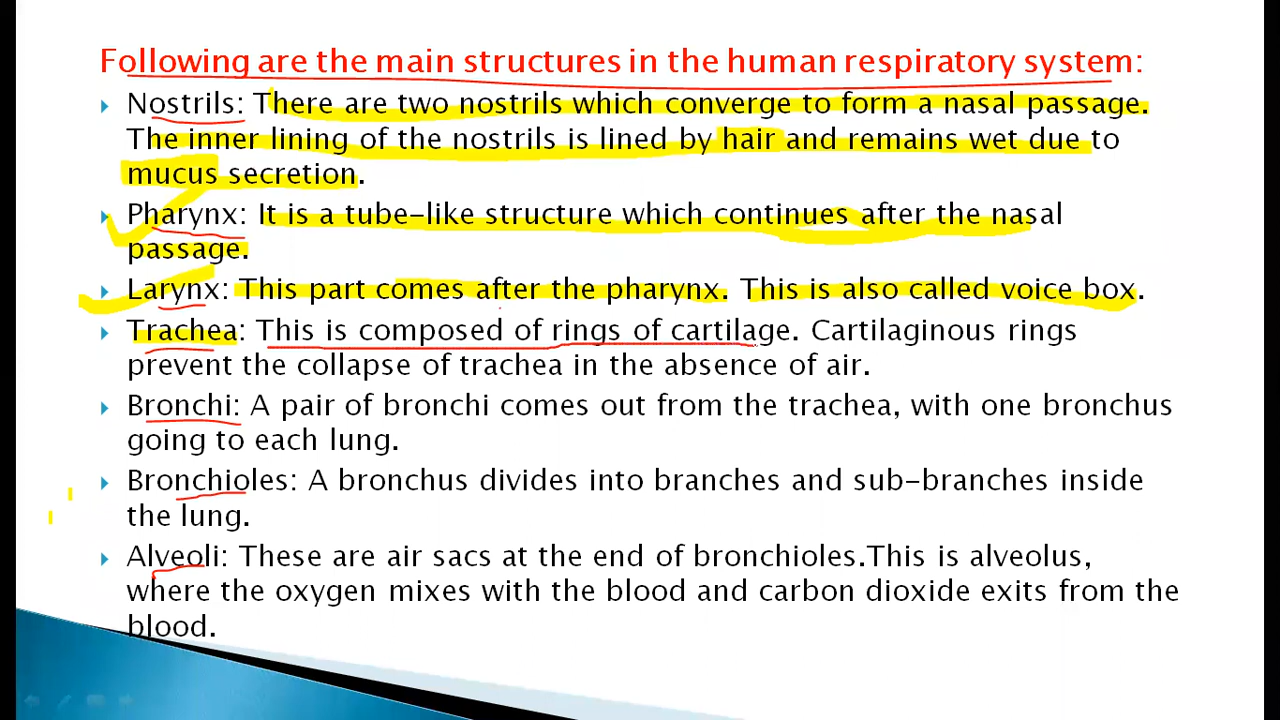 Following are the main structures in the human respiratory system:
Nostrils: There are two nostrils which converge to form a nasal passage.
The inner lining of the nostrils is lined by hair and remains wet due to
mucus secretion.
Pharynx: It is a tube-like structure which continues after the nasal
passage.
Larynx: This part comes after the pharynx. This is also called voice box.
Trachea: This is composed of rings of cartilage. Cartilaginous rings
prevent the collapse of trachea in the absence of air.
Bronchi: A pair of bronchi comes out from the trachea, with one bronchus
going to each lung.
Bronchioles: A bronchus divides into branches and sub-branches inside
the lung.
Alveoli: These are air sacs at the end of bronchioles.This is alveolus,
where the oxygen mixes with the blood and carbon dioxide exits from the
blood.